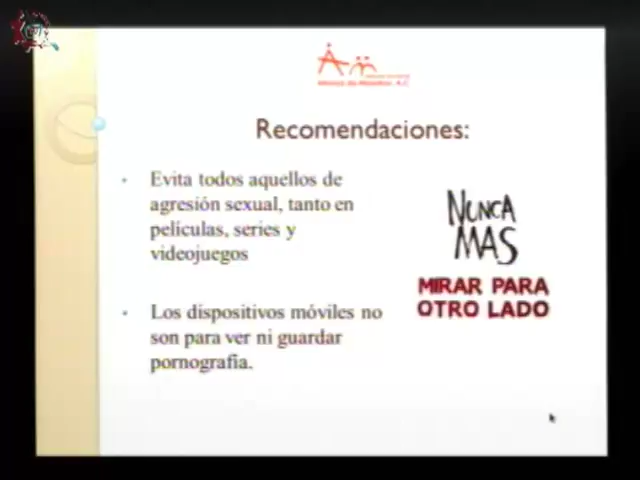 Recomendaciones:
Evita todos aquellos de
agresión sexual, tanto en
películas, series y
videojuegos
Los dispositivos móviles no
son para ver ni guardar
pornografía.
NUNCA
MAS
MIRAR PARA
OTRO LADO